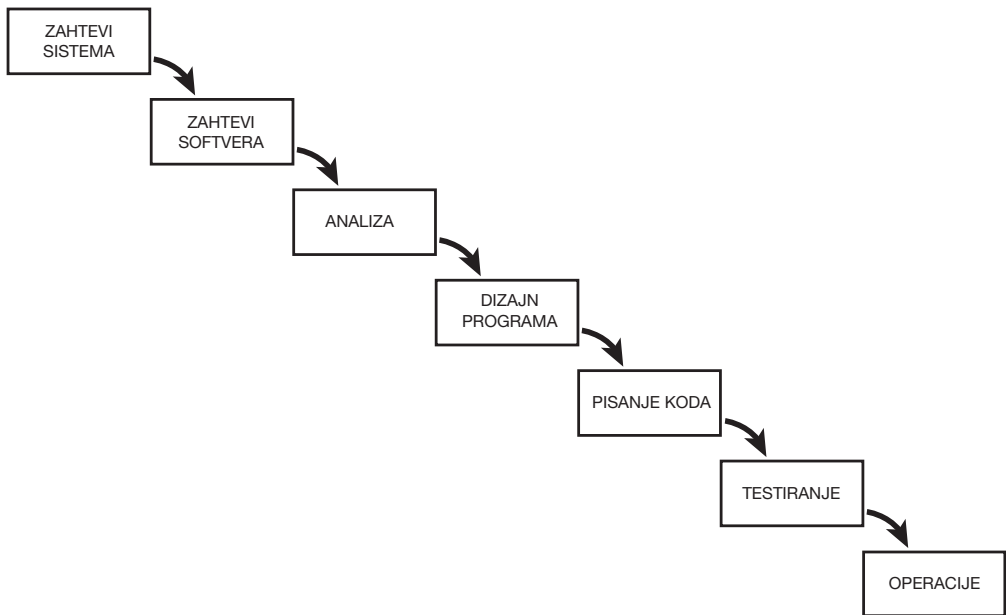 ZAHTEVI
SISTEMA
ZAHTEVI
SOFTVERA
ANALIZA
DIZAJN
PROGRAMA
PISANJE KODA
TESTIRANJE
OPERACIJE